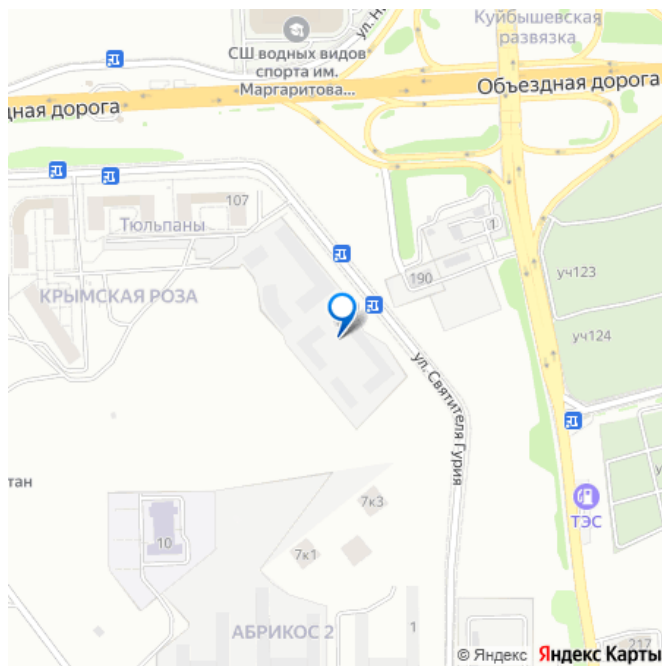 Куйбышевская
развязка
ул. Н
СШ водных видов
спорта им.
Маргаритова...
Объездная дорога
дная дорога
107
Тюльпаны
190
уч123
КРЫМСКАЯ РОЗА
уч124
ул. Святителя Гурия
тан
7к3
ТЭС
10
7к1
АБРИКОС 2
1
217
© Яндекс Яндекс Карты